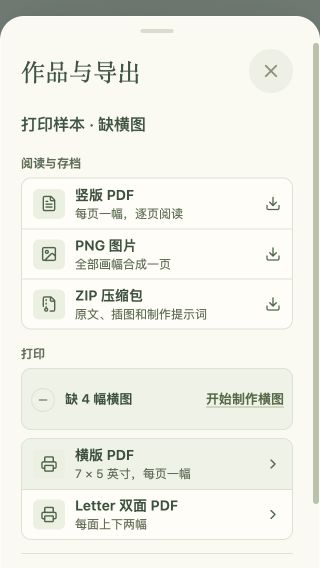 作品与导出
打印样本 · 缺横图
阅读与存档
竖版 PDF
每页一幅，逐页阅读
PNG 图片
全部画幅合成一页
ZIP 压缩包
原文、插图和制作提示词
打印
缺 4 幅横图
开始制作横图
横版 PDF
7 × 5 英寸，每页一幅
Letter 双面 PDF
每面上下两幅